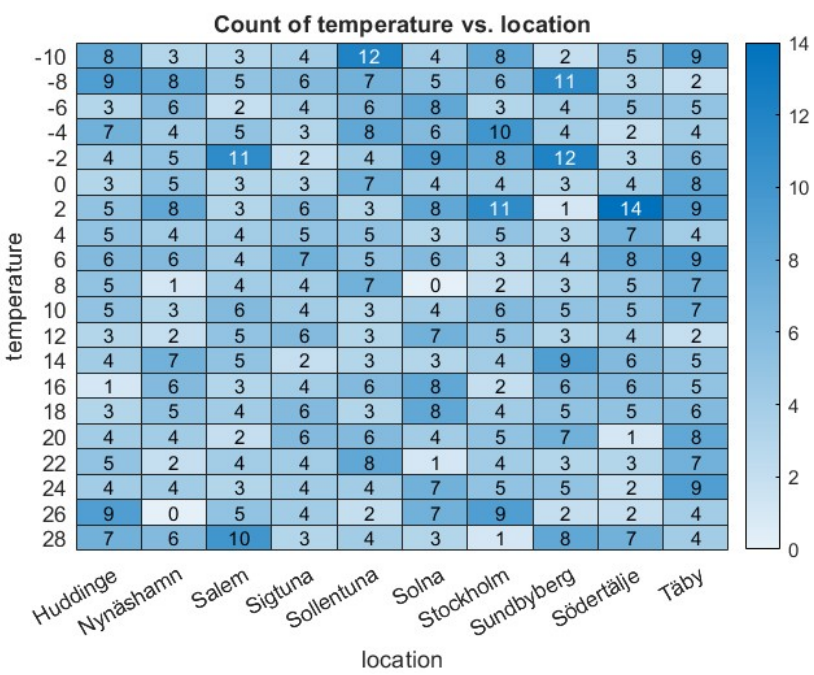 Count of temperature vs. location
-10 8 3 3 4 12 4 8 2 5 9
-8 9 8 5 6 7 5 6 11 3 2
-6 3 6 2 4 6 8 3 4 5 5
-4 7 4 5 3 8 6 10 4 2 4
-2 4 5 11 2 4 9 8 12 3 6
0 3 5 3 3 7 4 4 3 4 8
2 5 8 3 6 3 8 11 1 14 9
4 5 4 4 5 5 3 5 3 7 4
6 6 6 4 7 5 6 3 4 8 9
8 5 1 4 4 7 0 2 3 5 7
10 5 3 6 4 3 4 6 5 5 7
12 3 2 5 6 3 7 5 3 4 2
14 4 7 5 2 3 3 4 9 6 5
16 1 6 3 4 6 8 2 6 6 5
18 3 5 4 6 3 8 4 5 5 6
20 4 4 2 6 6 4 5 7 1 8
22 5 2 4 4 8 1 4 3 3 7
24 4 4 3 4 4 7 5 5 2 9
26 9 0 5 4 2 7 9 2 2 4
28 7 6 10 3 4 3 1 8 7 4
Huddinge Nynäshamn Salem Sigtuna Sollentuna Solna Stockholm Sundbyberg Södertälje Täby
location
temperature
14
12
10
8
6
4
2
0